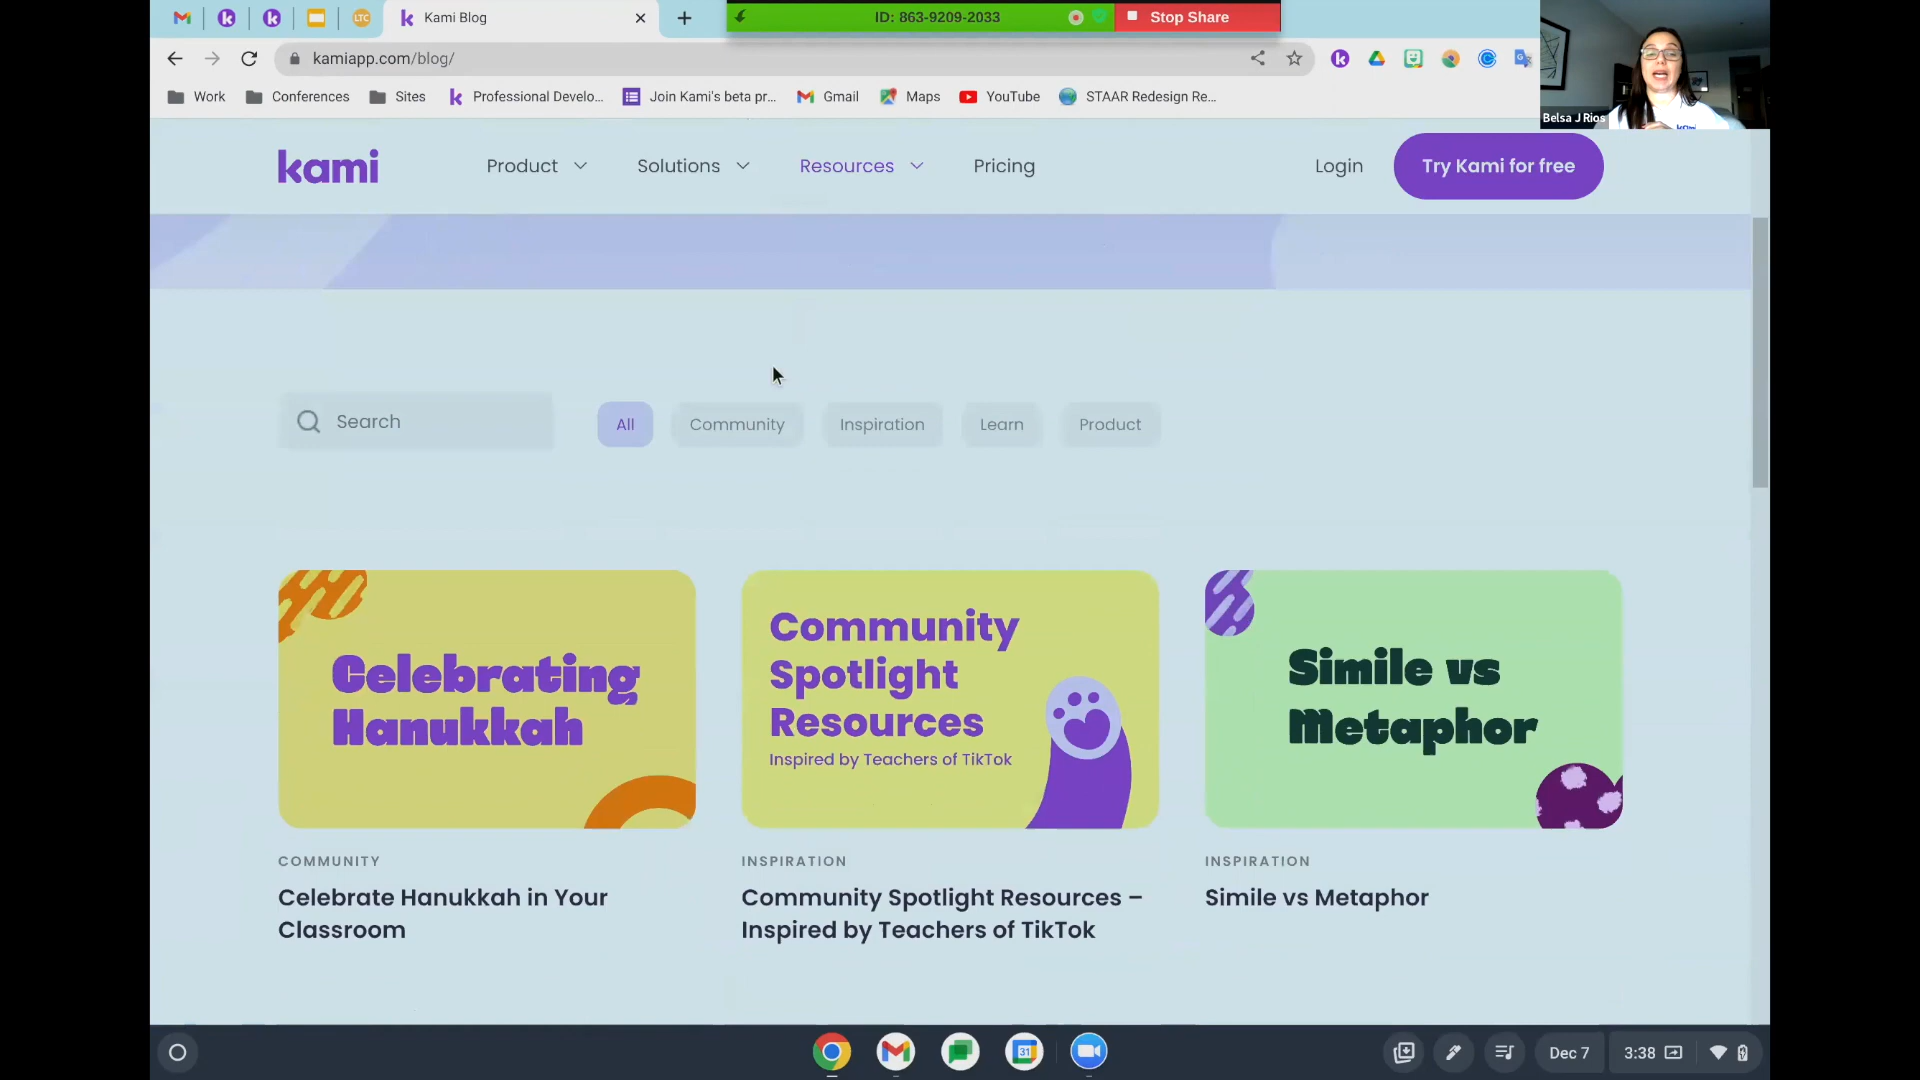 LTC
Kami Blog
ID: 863-9209-2033
Stop Share
kamiapp.com/blog/
Work
Conferences
Sites
Professional Develo...
Join Kami's beta pr...
Gmail
Maps
YouTube
STAAR Redesign Re...
Belsa J Rios
kami
Product
Solutions
Resources
Pricing
Login
Try Kami for free
Search
All
Community
Inspiration
Learn
Product
Celebrating
Hanukkah
Community
Spotlight
Resources
Inspired by Teachers of TikTok
Simile vs
Metaphor
COMMUNITY
Celebrate Hanukkah in Your
Classroom
INSPIRATION
Community Spotlight Resources –
Inspired by Teachers of TikTok
INSPIRATION
Simile vs Metaphor
31
Dec 7
3:38